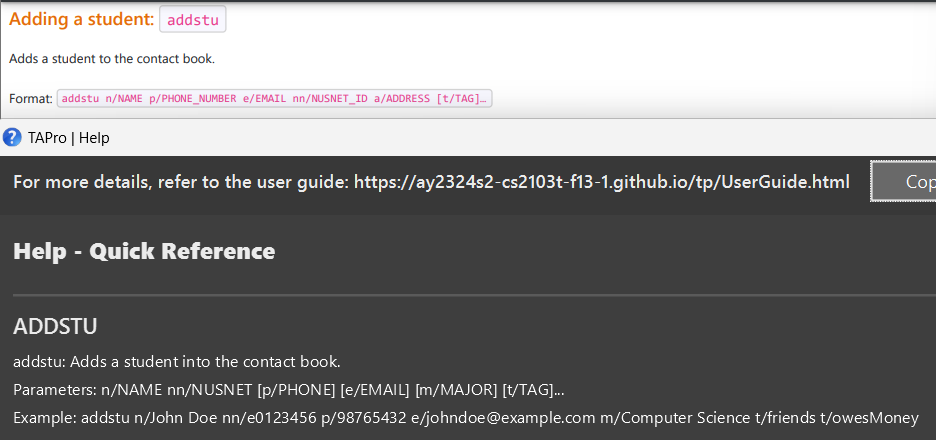 Adding a student: addstu
Adds a student to the contact book.
Format: addstu n/NAME p/PHONE_NUMBER e/EMAIL nn/NUSNET_ID a/ADDRESS [t/TAG]…
TAPro | Help
For more details, refer to the user guide: https://ay2324s2-cs2103t-f13-1.github.io/tp/UserGuide.html Cop
Help - Quick Reference
ADDSTU
addstu: Adds a student into the contact book.
Parameters: n/NAME nn/NUSNET [p/PHONE] [e/EMAIL] [m/MAJOR] [t/TAG]...
Example: addstu n/John Doe nn/e0123456 p/98765432 e/johndoe@example.com m/Computer Science t/friends t/owesMoney